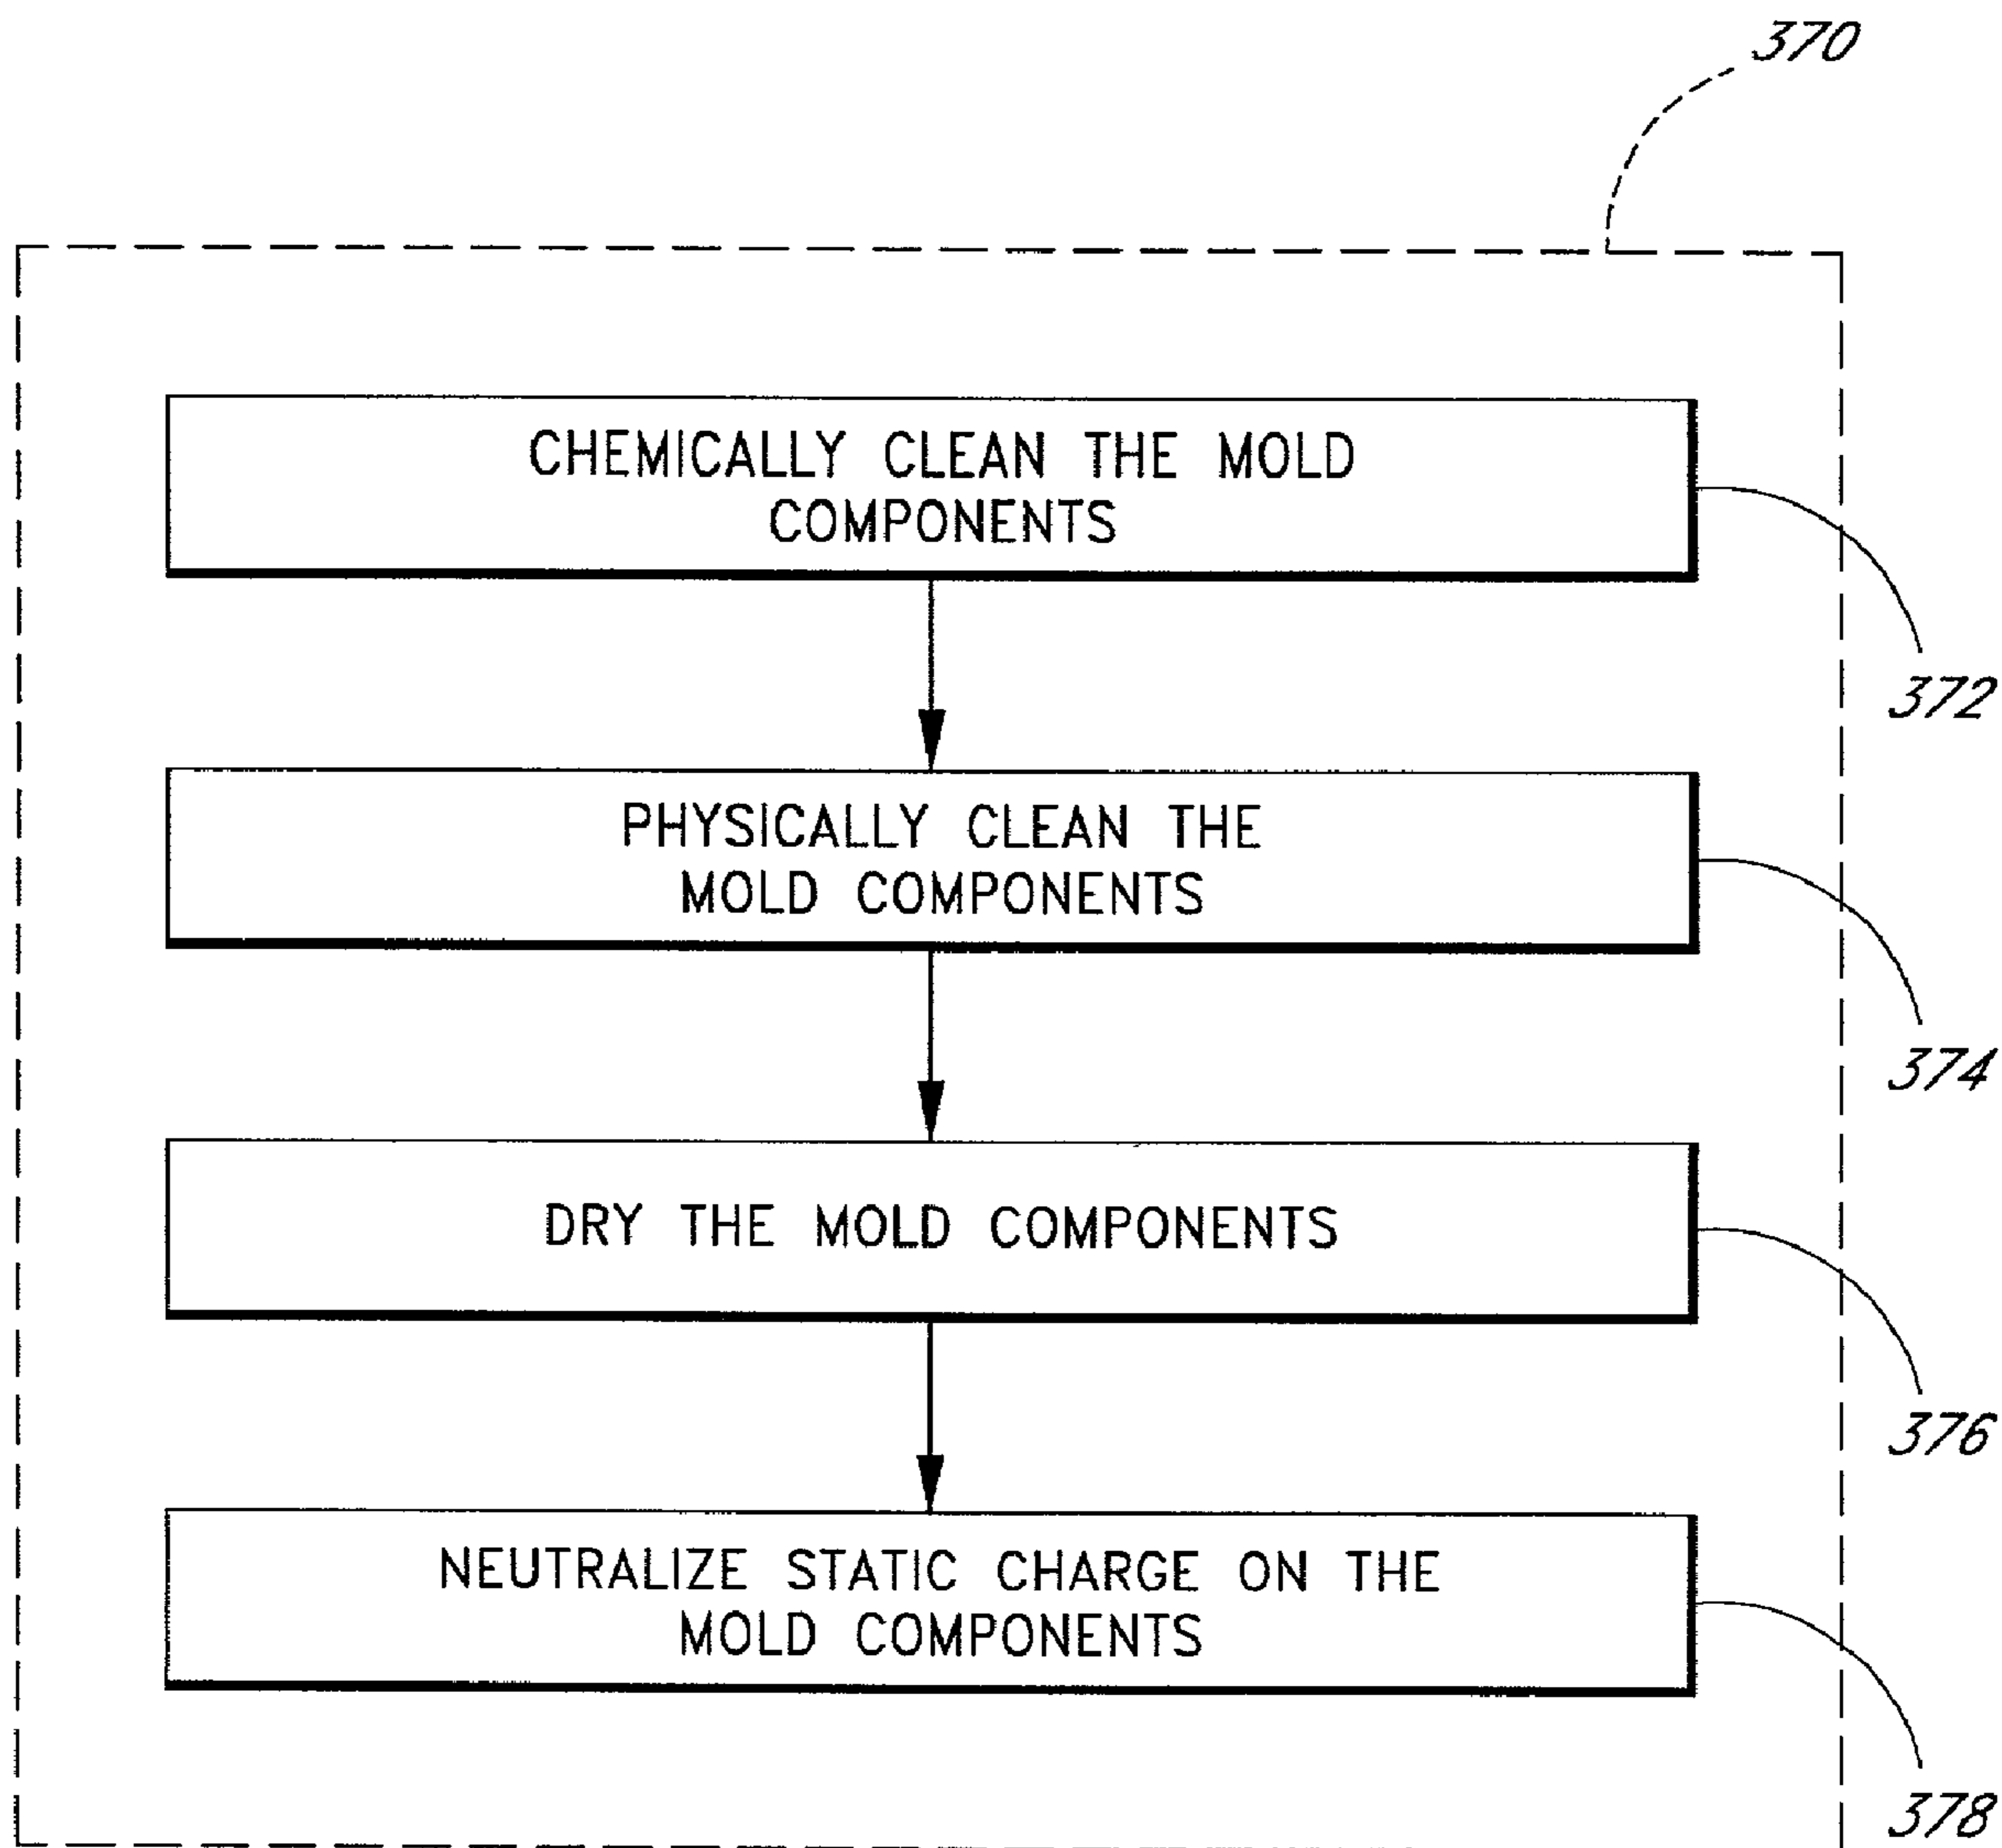 370
CHEMICALLY CLEAN THE MOLD
COMPONENTS
372
PHYSICALLY CLEAN THE
MOLD COMPONENTS
374
DRY THE MOLD COMPONENTS
376
NEUTRALIZE STATIC CHARGE ON THE
MOLD COMPONENTS
378